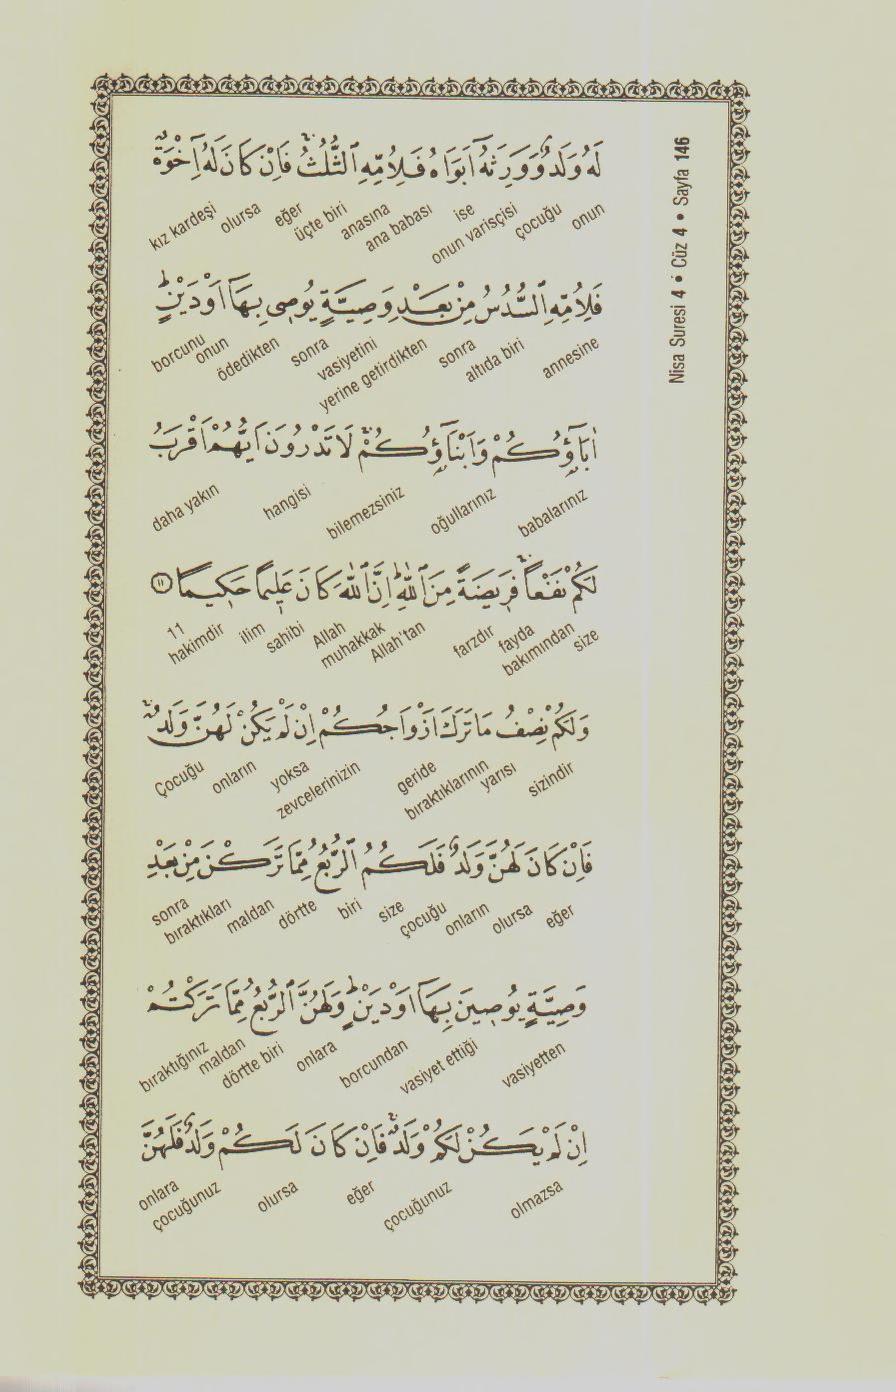 Nisa Suresi 4 • Cüz 4 • Sayfa 146
لَهُ وَلَدٌ وَوَرِثَهُٓ اَبَوَاهُ فَلِاُمِّهِ الثُّلُثُۚ فَاِنْ كَانَ لَهُٓ اِخْوَةٌ
onun çocuğu onun varisçisi ise ana babası anasına üçte biri eğer olursa kız kardeşi
فَلِاُمِّهِ السُّدُسُ مِنْ بَعْدِ وَصِيَّةٍ يُوصٖي بِهَٓا اَوْ دَيْنٍؕ
annesine altıda biri sonra yerine getirdikten vasiyetini sonra ödedikten onun borcunu
اٰبَٓاؤُ۬كُمْ وَاَبْنَٓاؤُ۬كُمْۚ لَا تَدْرُونَ اَيُّهُمْ اَقْرَبُ
babalarınız oğullarınız bilemezsiniz hangisi daha yakın
لَكُمْ نَفْعًاۚ فَرٖيضَةً مِنَ اللّٰهِؕ اِنَّ اللّٰهَ كَانَ عَلٖيمًا حَكٖيمًا ﴿١١﴾
size bakımından fayda farzdır Allah'tan muhakkak Allah sahibi ilim hakimdir 11
وَلَكُمْ نِصْفُ مَا تَرَكَ اَزْوَاجُكُمْ اِنْ لَمْ يَكُنْ لَهُنَّ وَلَدٌۚ
sizindir yarısı bıraktıklarının geride zevcelerinizin yoksa onların Çocuğu
فَاِنْ كَانَ لَهُنَّ وَلَدٌ فَلَكُمُ الرُّبُعُ مِمَّا تَرَكْنَ مِنْ بَعْدِ
eğer olursa onların çocuğu size biri dörtte maldan bıraktıkları sonra
وَصِيَّةٍ يُوصٖينَ بِهَٓا اَوْ دَيْنٍؕ وَلَهُنَّ الرُّبُعُ مِمَّا تَرَكْتُمْ
vasiyetten vasiyet ettiği borcundan onlara dörtte biri maldan bıraktığınız
اِنْ لَمْ يَكُنْ لَكُمْ وَلَدٌۚ فَاِنْ كَانَ لَكُمْ وَلَدٌ فَلَهُنَّ
olmazsa çocuğunuz eğer olursa çocuğunuz onlara